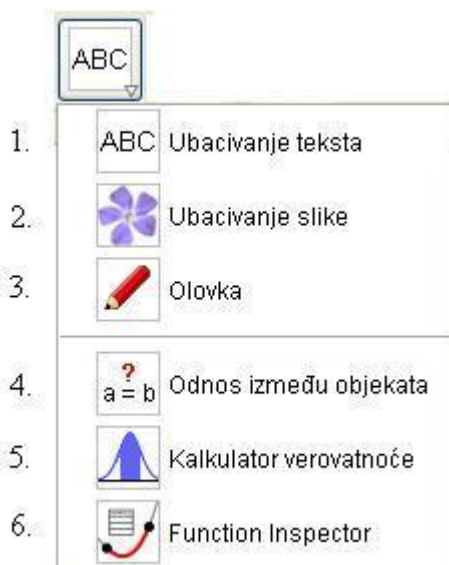 ABC
1. ABC Ubacivanje teksta
2. Ubacivanje slike
3. Olovka
4. a ? = b Odnos između objekata
5. Kalkulator verovatnoće
6. Function Inspector